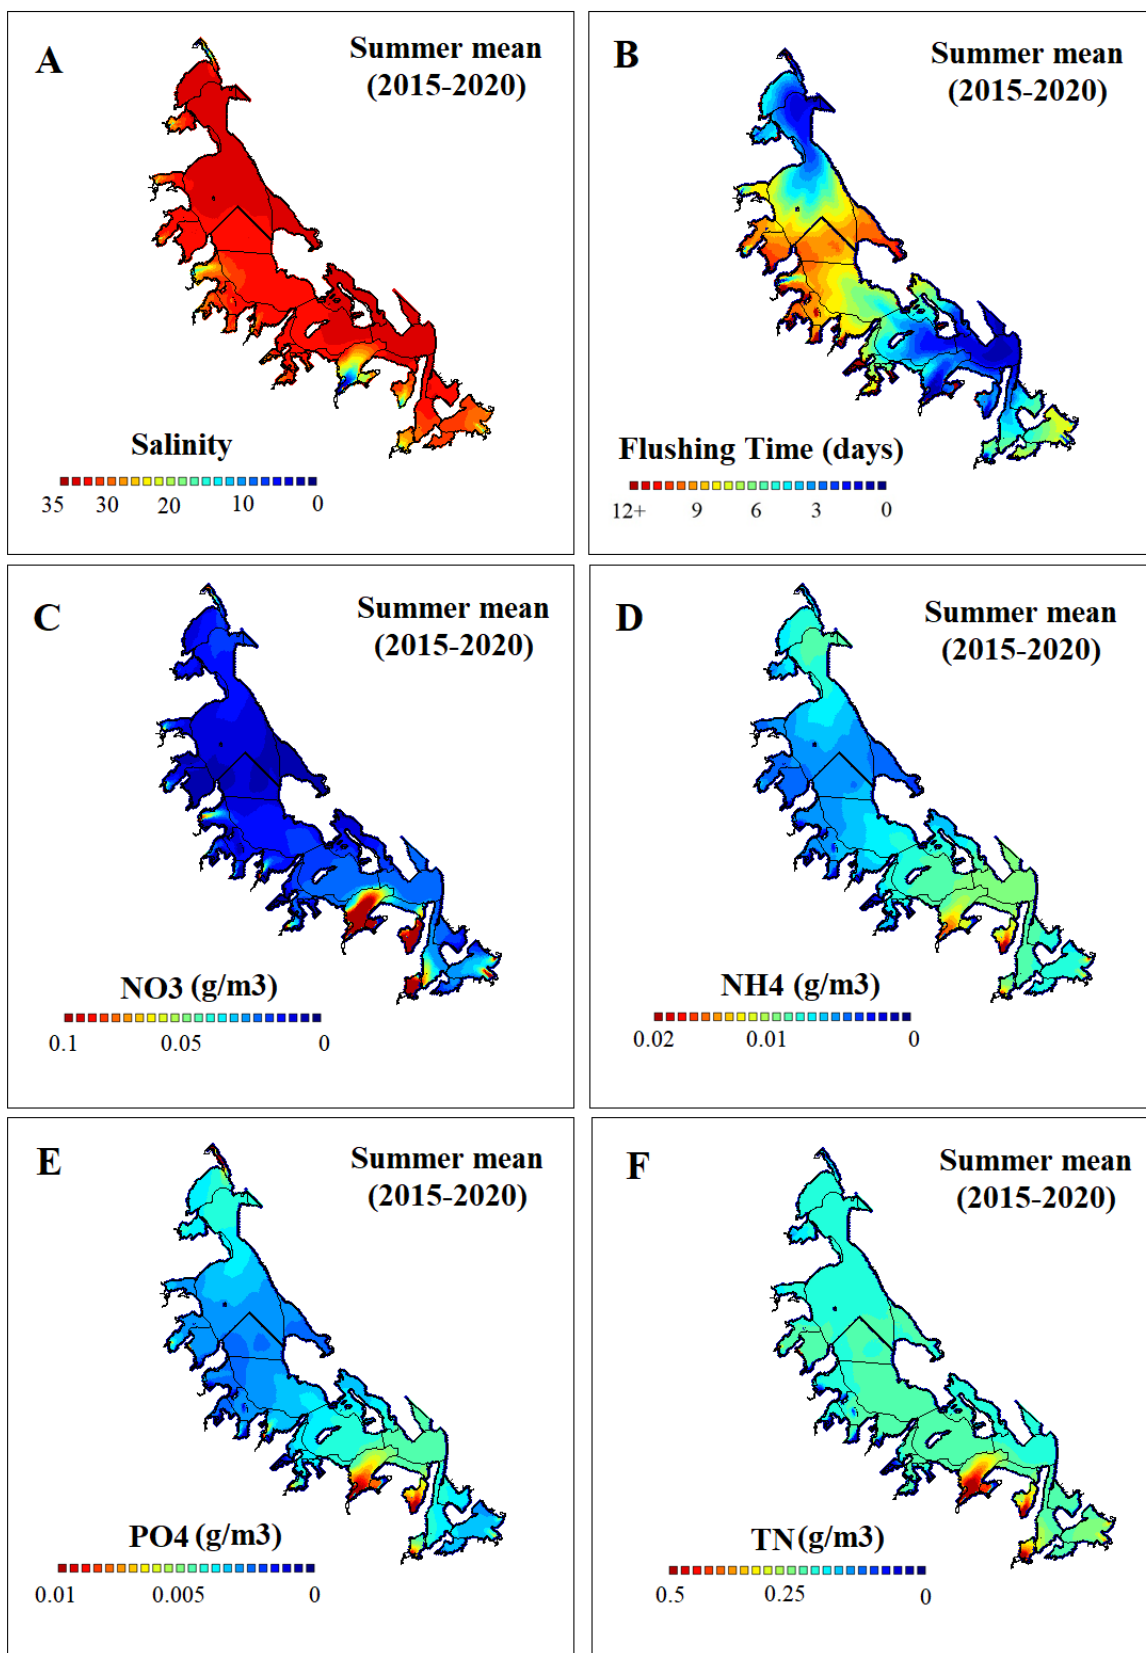 A
Summer mean
(2015-2020)
Salinity
35 30 20 10 0
B
Summer mean
(2015-2020)
Flushing Time (days)
12+ 9 6 3 0
C
Summer mean
(2015-2020)
NO3 (g/m3)
0.1 0.05 0
D
Summer mean
(2015-2020)
NH4 (g/m3)
0.02 0.01 0
E
Summer mean
(2015-2020)
PO4 (g/m3)
0.01 0.005 0
F
Summer mean
(2015-2020)
TN(g/m3)
0.5 0.25 0